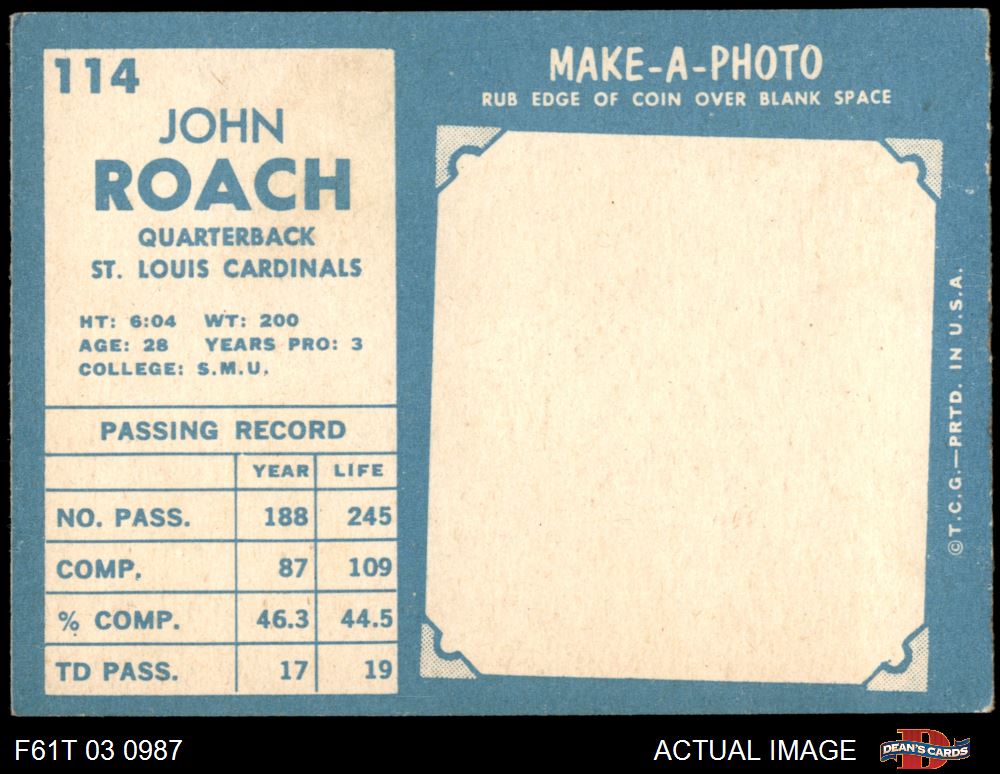 114
JOHN
ROACH
QUARTERBACK
ST. LOUIS CARDINALS
HT: 6:04 WT: 200
AGE: 28 YEARS PRO: 3
COLLEGE: S.M.U.
PASSING RECORD
YEAR LIFE
NO. PASS. 188 245
COMP. 87 109
% COMP. 46.3 44.5
TD PASS. 17 19
MAKE-A-PHOTO
RUB EDGE OF COIN OVER BLANK SPACE
©T.C.G.—PRTD. IN U.S.A.
F61T 03 0987
ACTUAL IMAGE
D
DEAN'S CARDS